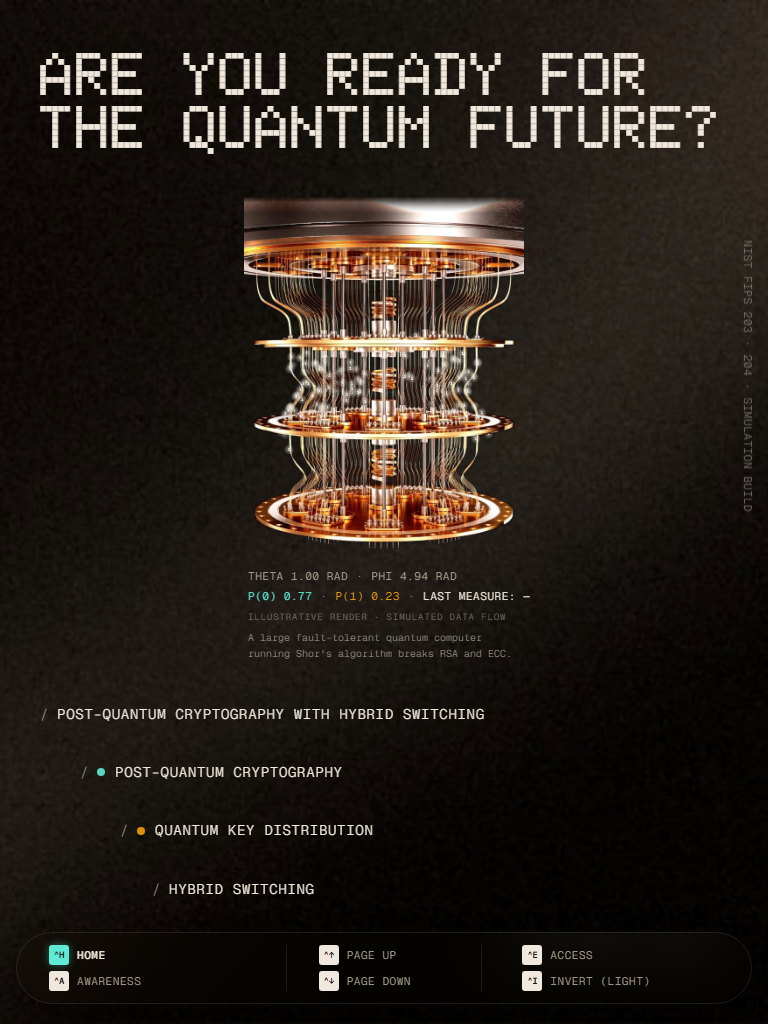 ARE YOU READY FOR
THE QUANTUM FUTURE?
NIST FIPS 203 · 204 · SIMULATION BUILD
THETA 1.00 RAD · PHI 4.94 RAD
P(0) 0.77 · P(1) 0.23 · LAST MEASURE: —
ILLUSTRATIVE RENDER · SIMULATED DATA FLOW
A large fault-tolerant quantum computer
running Shor's algorithm breaks RSA and ECC.
/ POST-QUANTUM CRYPTOGRAPHY WITH HYBRID SWITCHING
/ POST-QUANTUM CRYPTOGRAPHY
/ QUANTUM KEY DISTRIBUTION
/ HYBRID SWITCHING
^H HOME
^A AWARENESS
^↑ PAGE UP
^↓ PAGE DOWN
^E ACCESS
^I INVERT (LIGHT)